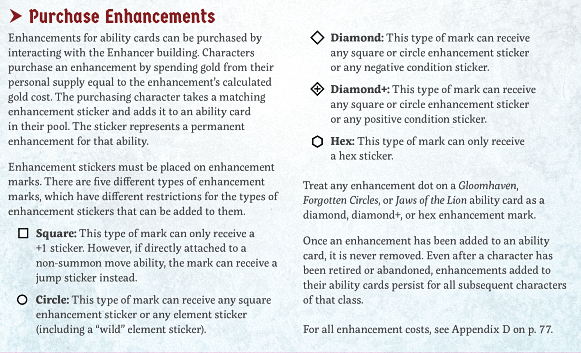 Purchase Enhancements
Enhancements for ability cards can be purchased by
interacting with the Enhancer building. Characters
purchase an enhancement by spending gold from their
personal supply equal to the enhancement's calculated
gold cost. The purchasing character takes a matching
enhancement sticker and adds it to an ability card
in their pool. The sticker represents a permanent
enhancement for that ability.
Enhancement stickers must be placed on enhancement
marks. There are five different types of enhancement
marks, which have different restrictions for the types of
enhancement stickers that can be added to them.
Square: This type of mark can only receive a
+1 sticker. However, if directly attached to a
non-summon move ability, the mark can receive a
jump sticker instead.
Circle: This type of mark can receive any square
enhancement sticker or any element sticker
(including a “wild” element sticker).
Diamond: This type of mark can receive
any square or circle enhancement sticker
or any negative condition sticker.
Diamond+: This type of mark can receive
any square or circle enhancement sticker
or any positive condition sticker.
Hex: This type of mark can only receive
a hex sticker.
Treat any enhancement dot on a Gloomhaven,
Forgotten Circles, or Jaws of the Lion ability card as a
diamond, diamond+, or hex enhancement mark.
Once an enhancement has been added to an ability
card, it is never removed. Even after a character has
been retired or abandoned, enhancements added to
their ability cards persist for all subsequent characters
of that class.
For all enhancement costs, see Appendix D on p. 77.